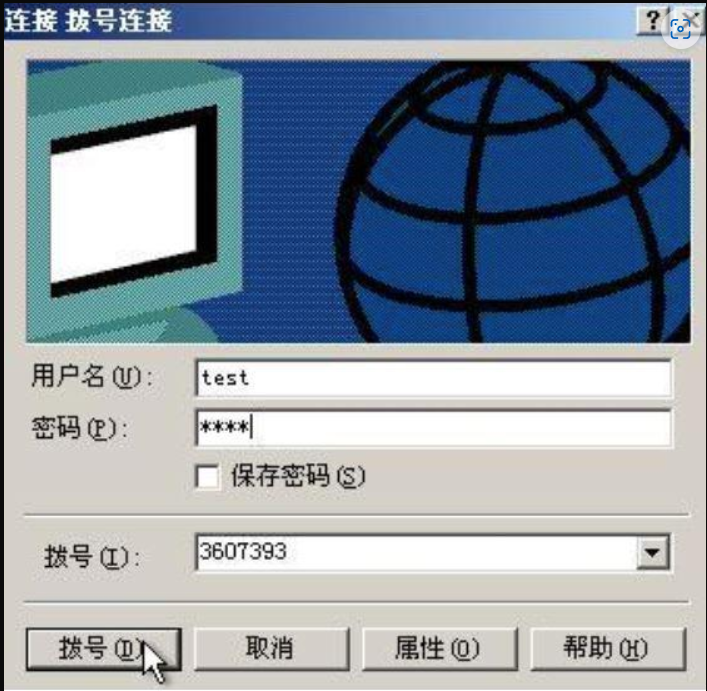 连接 拨号连接
用户名(U):
test
密码(P):
****
保存密码(S)
拨号(I):
3607393
拨号(D) 取消 属性(O) 帮助(H)